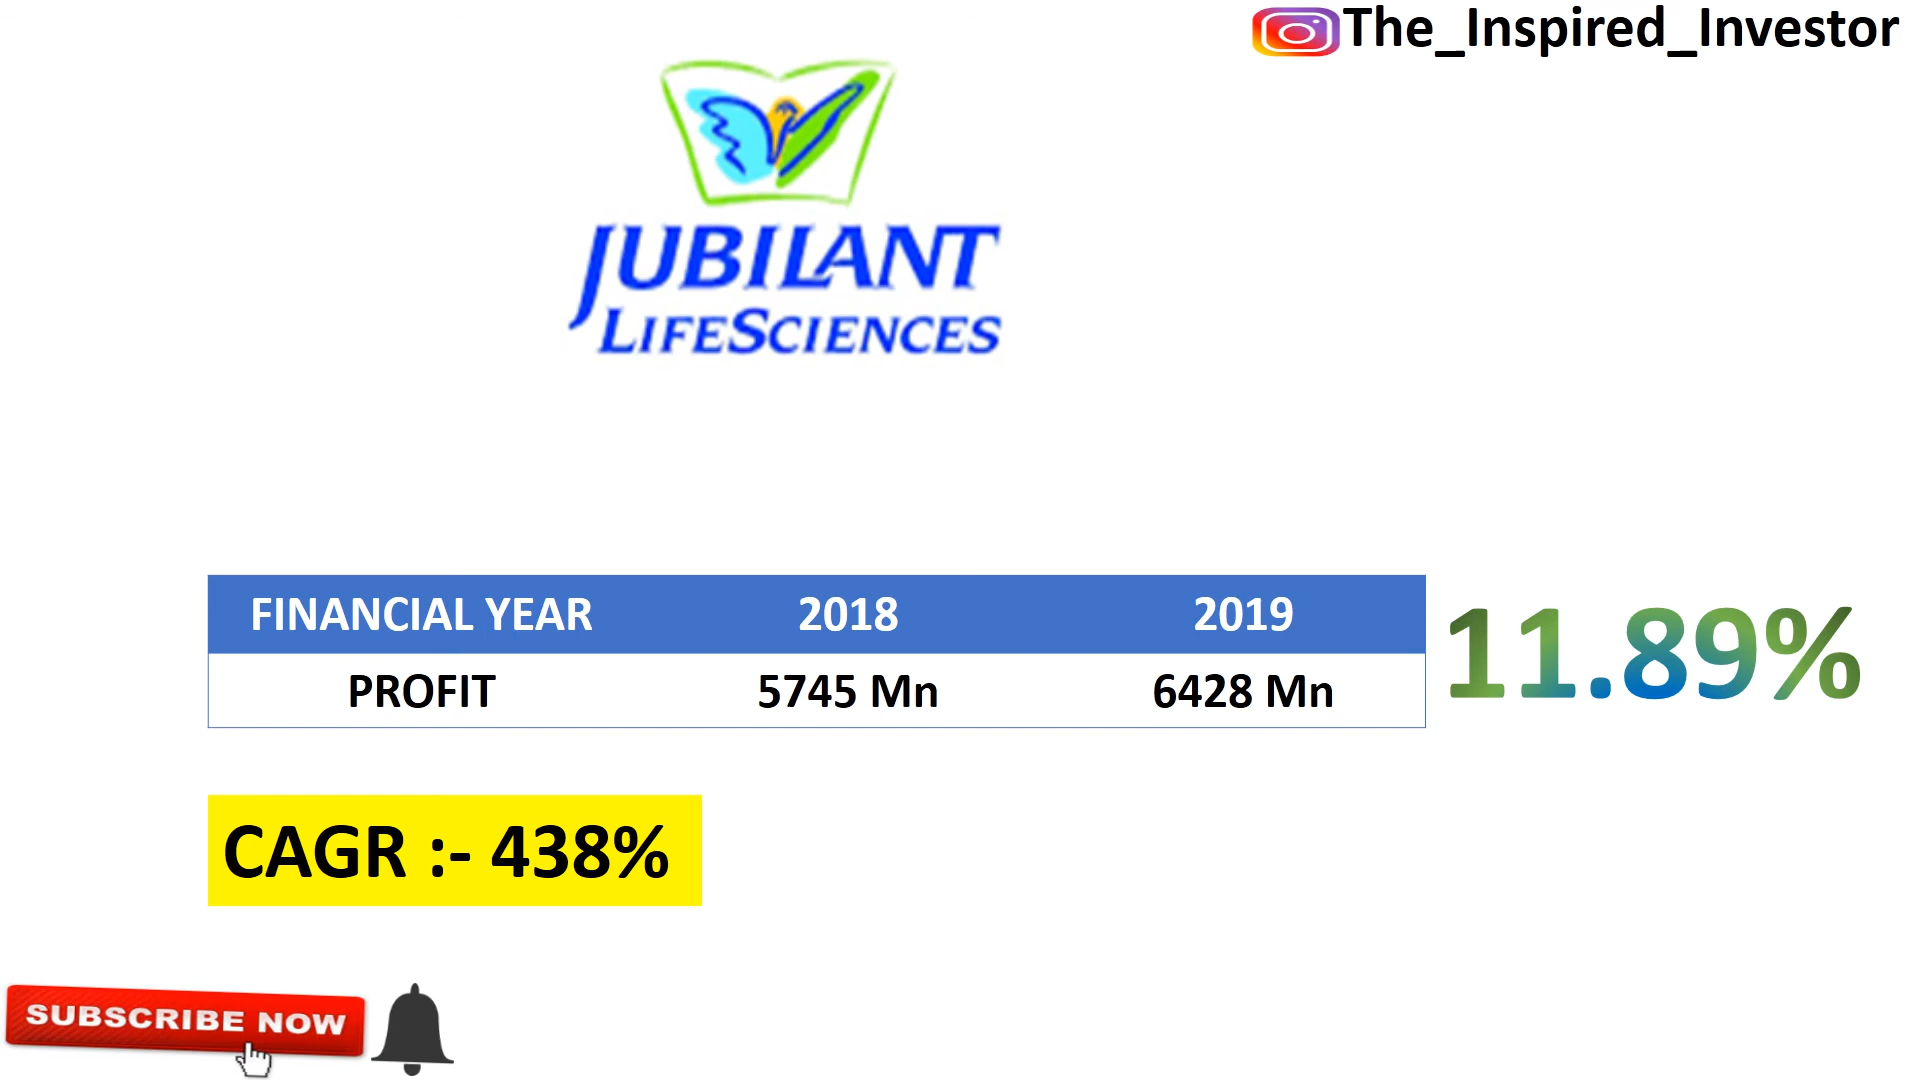 The_Inspired_Investor
JUBILANT
LIFESCIENCES
FINANCIAL YEAR 2018 2019
PROFIT 5745 Mn 6428 Mn
11.89%
CAGR :- 438%
SUBSCRIBE NOW